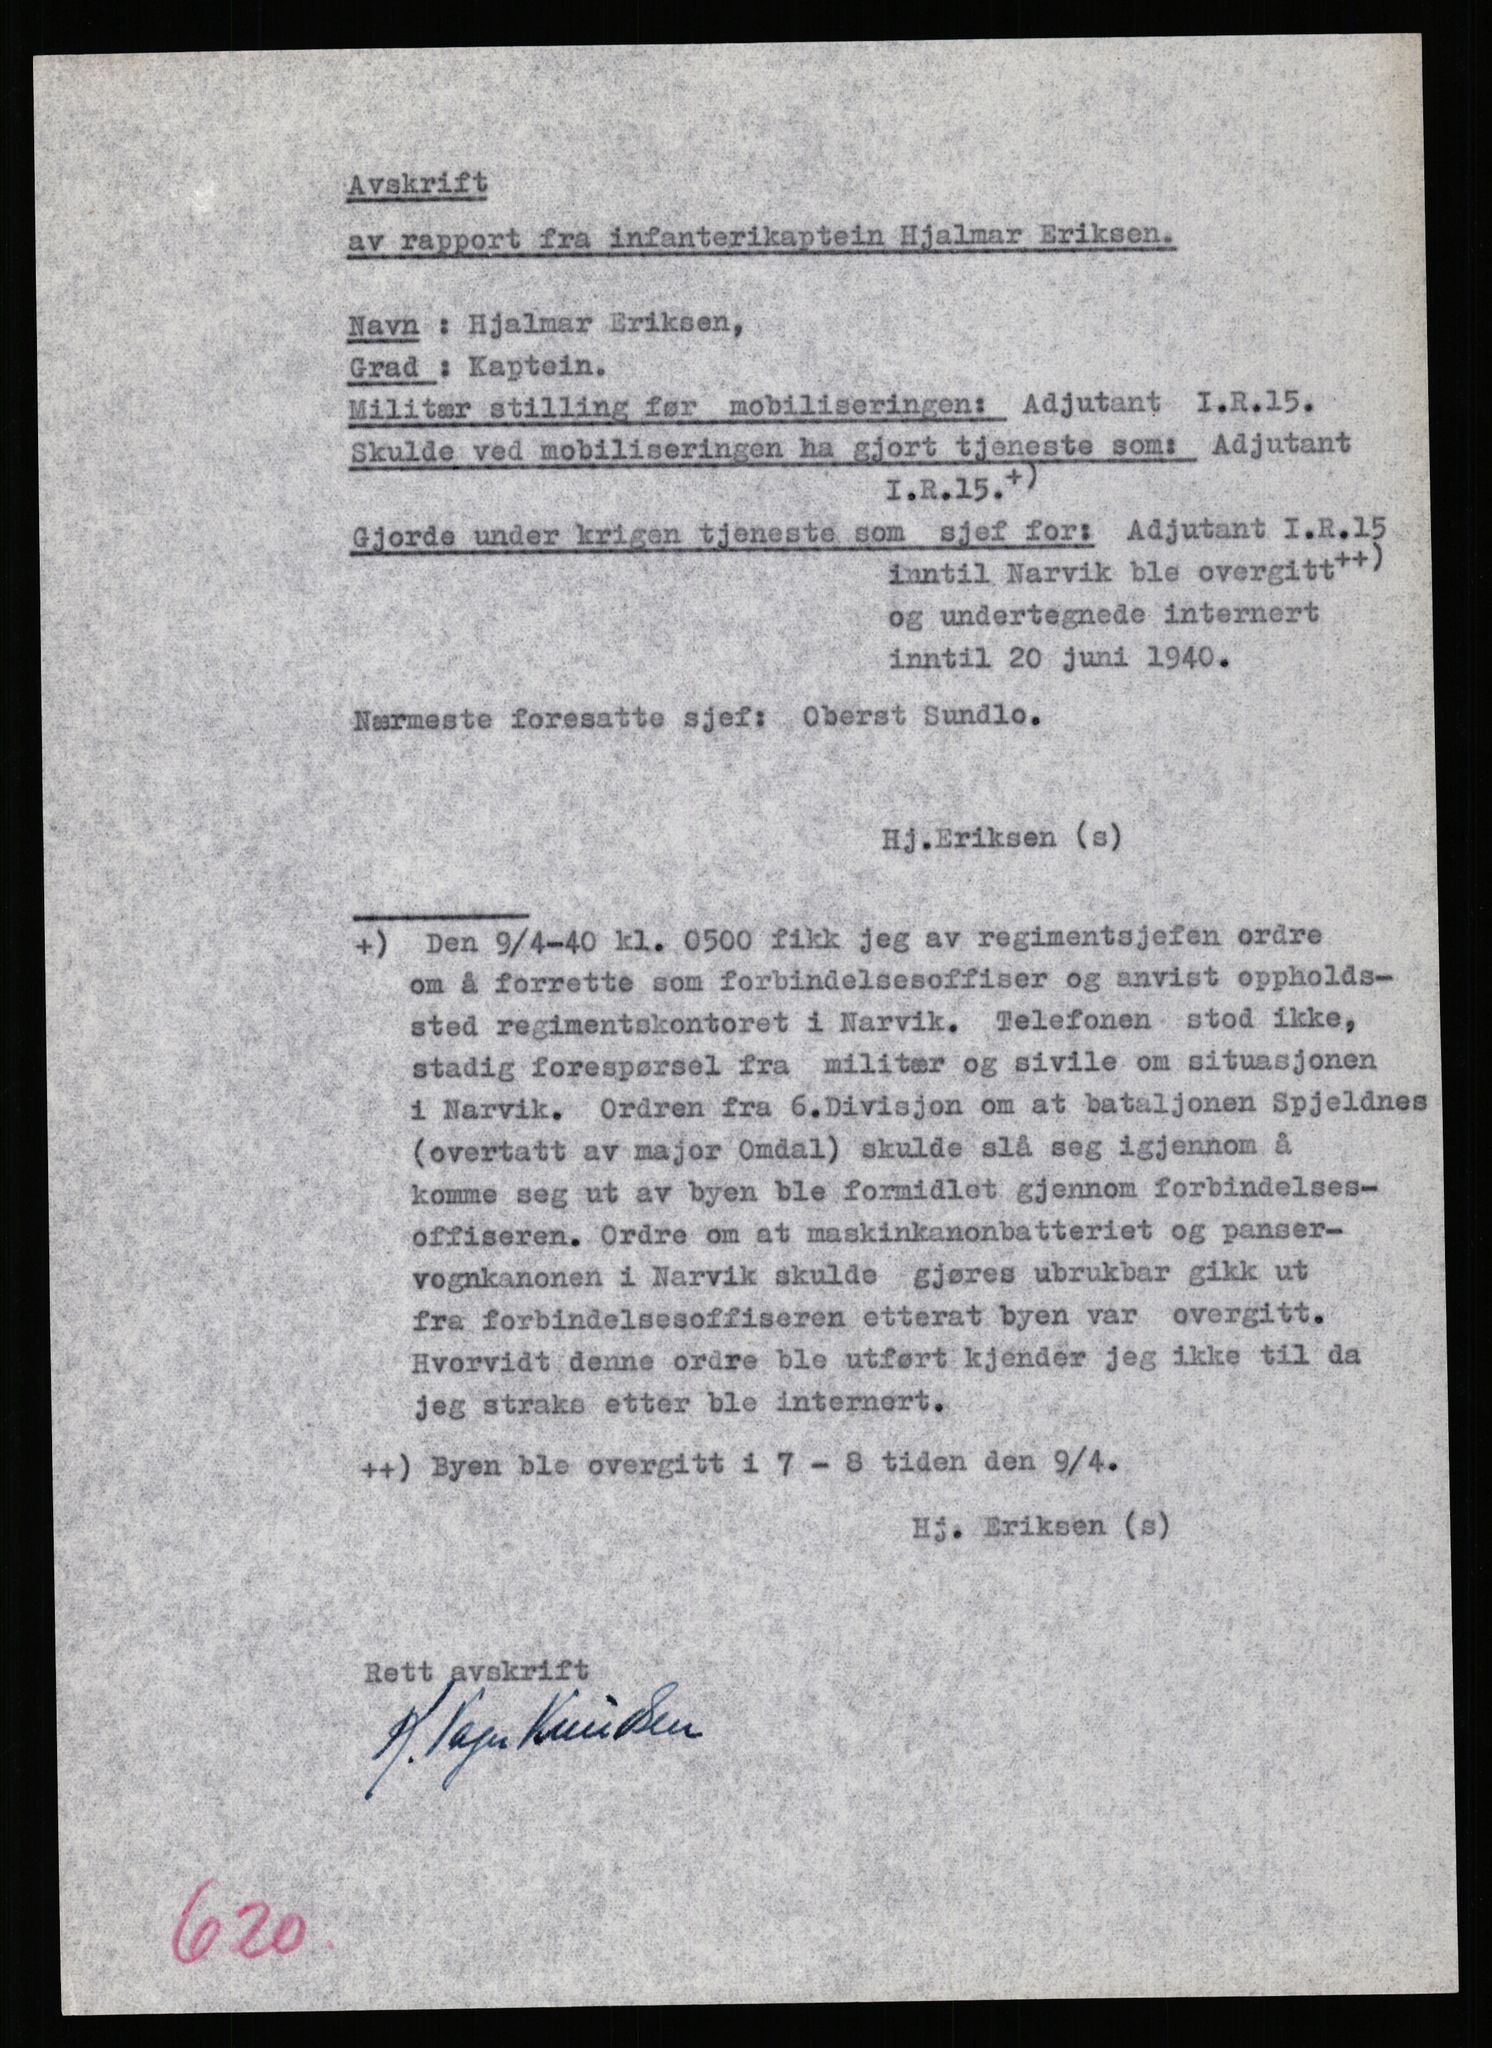 Avskrift
av rapport fra infanterikaptein Hjalmar Eriksen.
Navn : Hjalmar Eriksen,
Grad : Kaptein.
Militær stilling før mobiliseringen: Adjutant I.R.15.
Skulde ved mobiliseringen ha gjort tjeneste som: Adjutant
I.R.15.+)
Gjorde under krigen tjeneste som sjef for: Adjutant I.R.15
inntil Narvik ble overgitt++)
og undertegnede internert
inntil 20 juni 1940.
Nærmeste foresatte sjef: Oberst Sundlo.
Hj.Eriksen (s)
+) Den 9/4-40 kl. 0500 fikk jeg av regimentsjefen ordre
om å forrette som forbindelsesoffiser og anvist oppholds-
sted regimentskontoret i Narvik. Telefonen stod ikke,
stadig forespørsel fra militær og sivile om situasjonen
i Narvik. Ordren fra 6.Divisjon om at bataljonen Spjeldnes
(overtatt av major Omdal) skulde slå seg igjennom å
komme seg ut av byen ble formidlet gjennom forbindelses-
offiseren. Ordre om at maskinkanonbatteriet og panser-
vognkanonen i Narvik skulde gjøres ubrukbar gikk ut
fra forbindelsesoffiseren etterat byen var overgitt.
Hvorvidt denne ordre ble utført kjender jeg ikke til da
jeg straks etter ble internert.
++) Byen ble overgitt i 7 - 8 tiden den 9/4.
Hj. Eriksen (s)
Rett avskrift
K.
620.